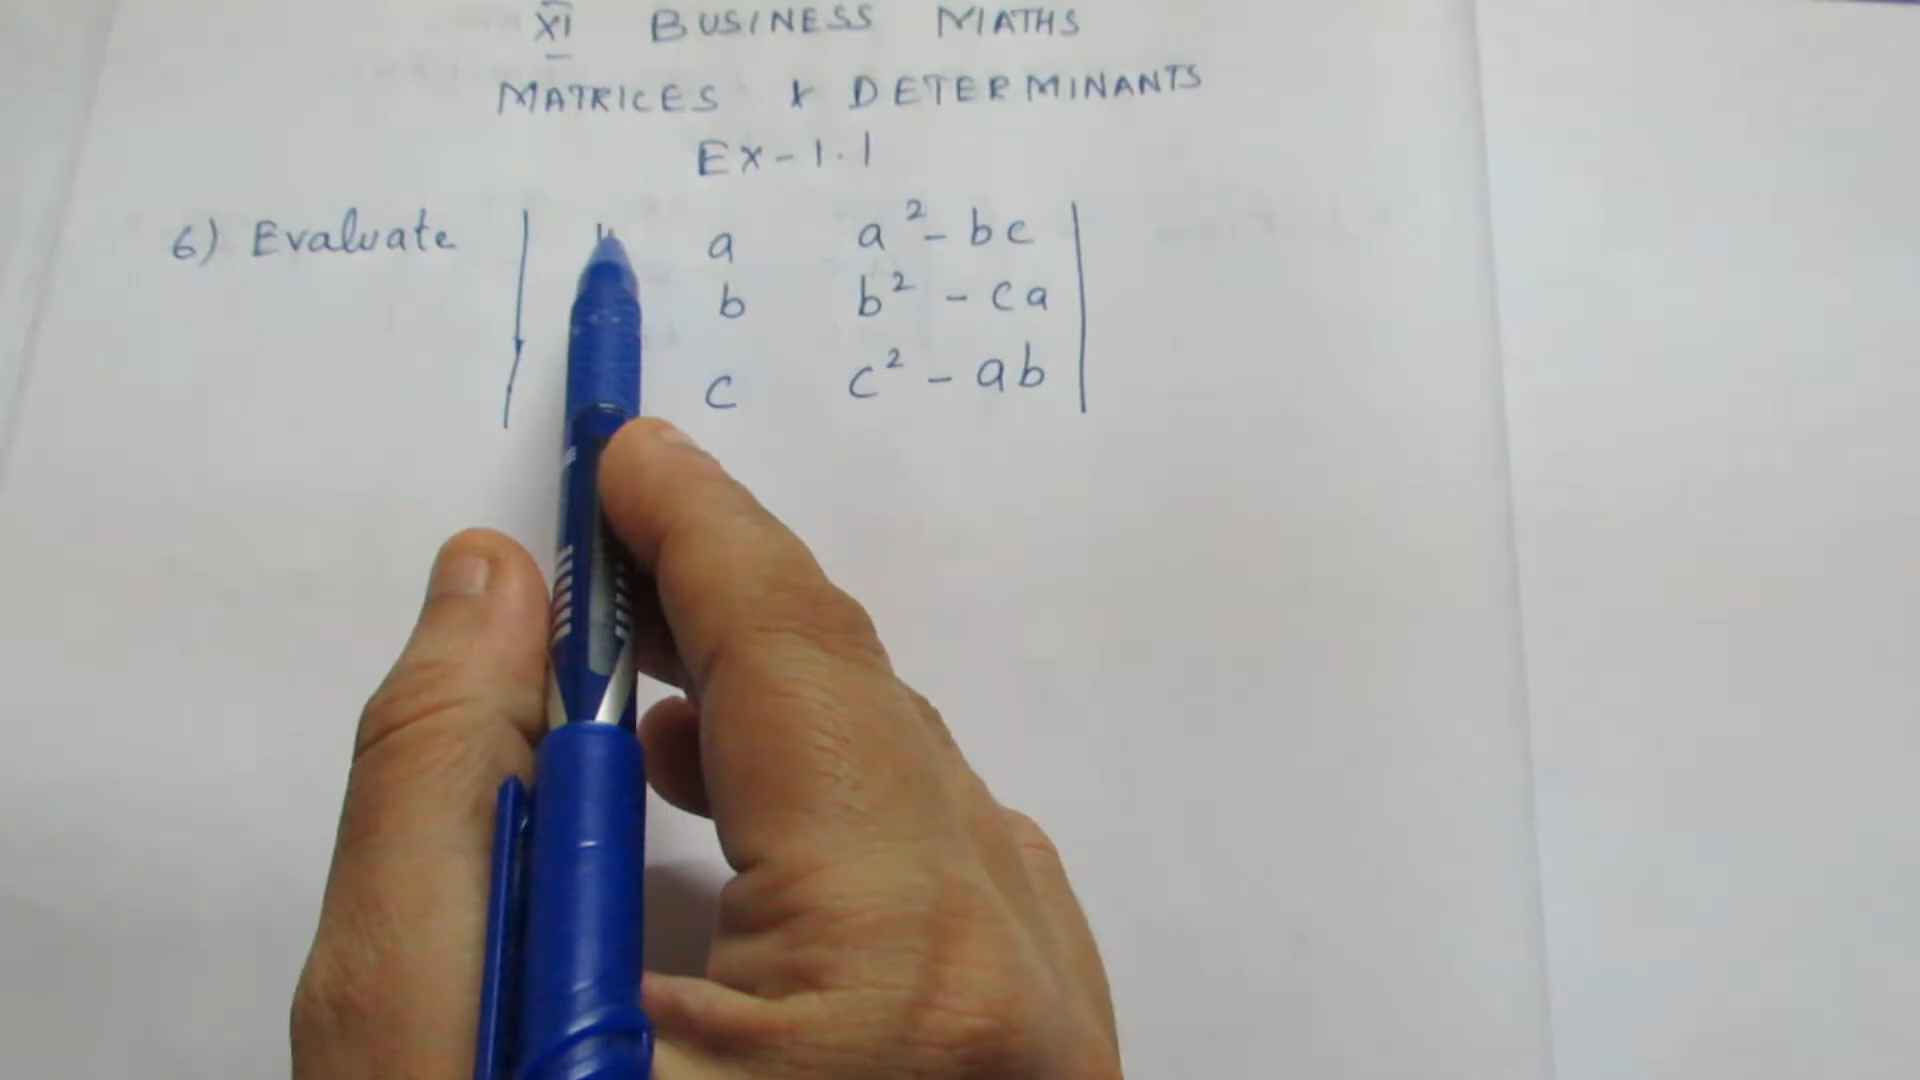 XI BUSINESS MATHS
MATRICES & DETERMINANTS
Ex-1.1
6) Evaluate | a a² - bc |
b b² - ca
c c² - ab